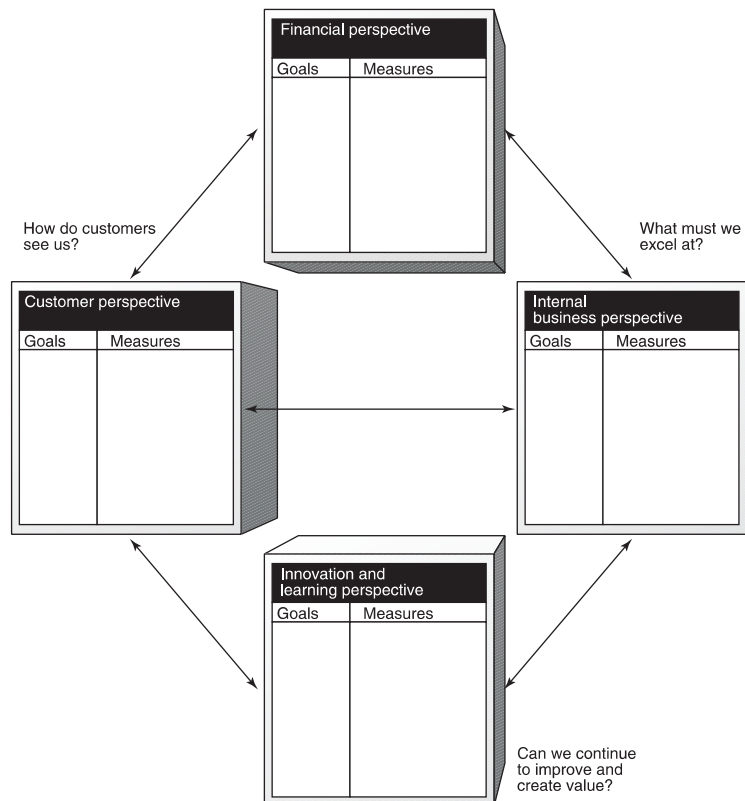 Financial perspective
Goals Measures
How do customers
see us?
What must we
excel at?
Customer perspective
Goals Measures
Internal
business perspective
Goals Measures
Innovation and
learning perspective
Goals Measures
Can we continue
to improve and
create value?